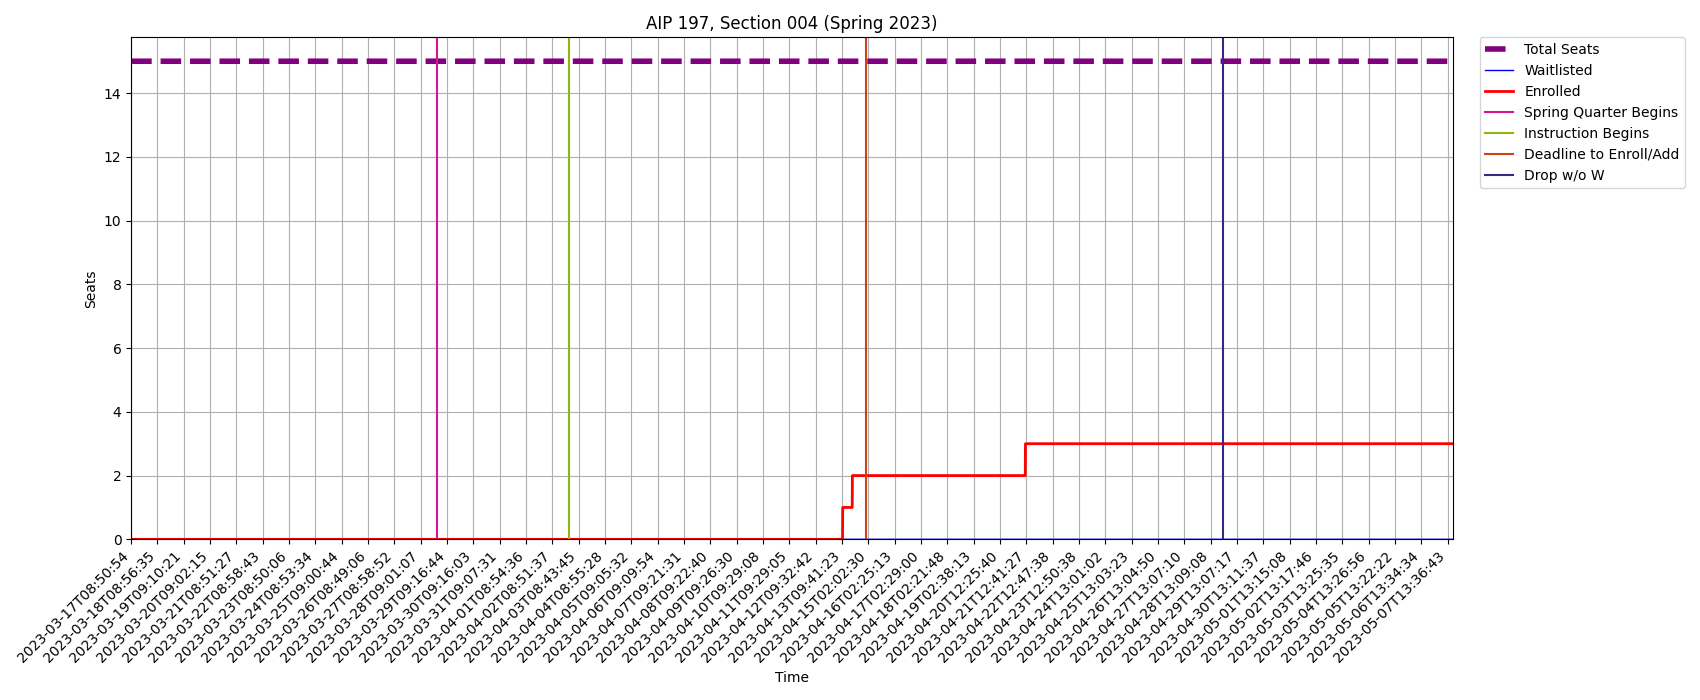 AIP 197, Section 004 (Spring 2023)
Total Seats
Waitlisted
Enrolled
Spring Quarter Begins
Instruction Begins
Deadline to Enroll/Add
Drop w/o W
Seats
14
12
10
8
6
4
2
0
2023-03-17T08:50:54
2023-03-18T08:56:35
2023-03-19T09:10:21
2023-03-20T09:02:15
2023-03-21T08:51:27
2023-03-22T08:58:43
2023-03-23T08:50:06
2023-03-24T08:53:34
2023-03-25T09:00:44
2023-03-26T08:49:06
2023-03-27T08:58:52
2023-03-28T09:01:07
2023-03-29T09:16:44
2023-03-30T09:16:03
2023-03-31T09:07:31
2023-04-01T08:54:36
2023-04-02T08:51:37
2023-04-03T08:43:45
2023-04-04T08:55:28
2023-04-05T09:05:32
2023-04-06T09:09:54
2023-04-07T09:21:31
2023-04-08T09:22:40
2023-04-09T09:26:30
2023-04-10T09:29:08
2023-04-11T09:29:05
2023-04-12T09:32:42
2023-04-13T09:41:23
2023-04-15T02:02:30
2023-04-16T02:25:13
2023-04-17T02:29:00
2023-04-18T02:21:48
2023-04-19T02:38:13
2023-04-20T12:25:40
2023-04-21T12:41:27
2023-04-22T12:47:38
2023-04-23T12:50:38
2023-04-24T13:01:02
2023-04-25T13:03:23
2023-04-26T13:04:50
2023-04-27T13:07:10
2023-04-28T13:09:08
2023-04-29T13:07:17
2023-04-30T13:11:37
2023-05-01T13:15:08
2023-05-02T13:17:46
2023-05-03T13:25:35
2023-05-04T13:26:56
2023-05-05T13:22:22
2023-05-06T13:34:34
2023-05-07T13:36:43
Time